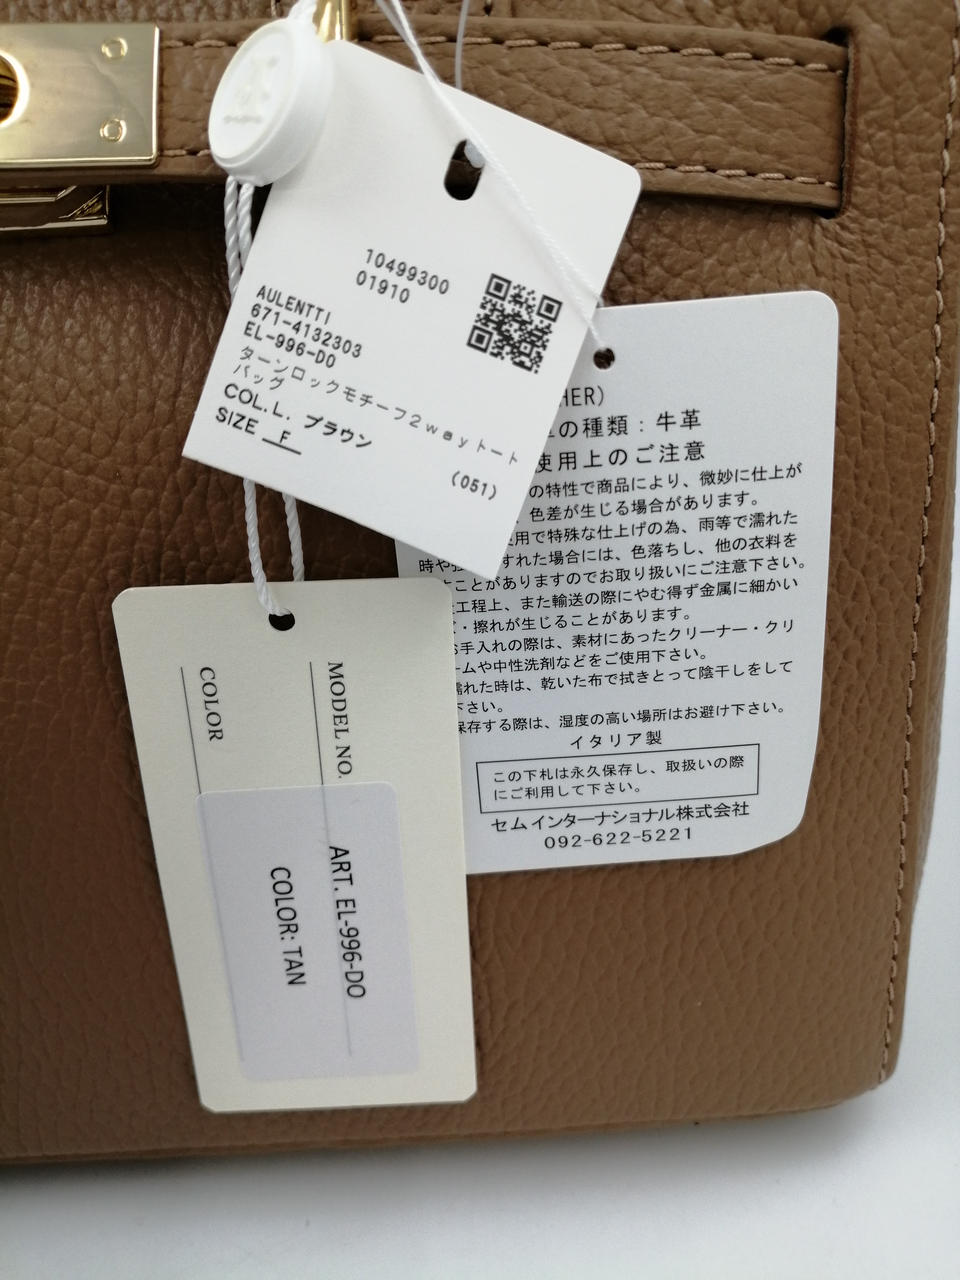 10499300
01910
AULENTTI
671-4132303
EL-996-DO
ターンロックモチーフ2wayトート
バッグ
COL.L. ブラウン
SIZE F
(051)
HER)
の種類:牛革
使用上のご注意
の特性で商品により、微妙に仕上が
色差が生じる場合があります。
用で特殊な仕上げの為、雨等で濡れた
時や すれた場合には、色落ちし、他の衣料を
ことがありますのでお取り扱いにご注意下さい。
工程上、また輸送の際にやむ得ず金属に細かい
・擦れが生じることがあります。
お手入れの際は、素材にあったクリーナー・クリ
ームや中性洗剤などをご使用下さい。
濡れた時は、乾いた布で拭きとって陰干しをして
下さい。
保存する際は、湿度の高い場所はお避け下さい。
イタリア製
この下札は永久保存し、取扱いの際
にご利用して下さい。
セムインターナショナル株式会社
092-622-5221
MODEL NO.
COLOR
ART. EL-996-DO
COLOR: TAN